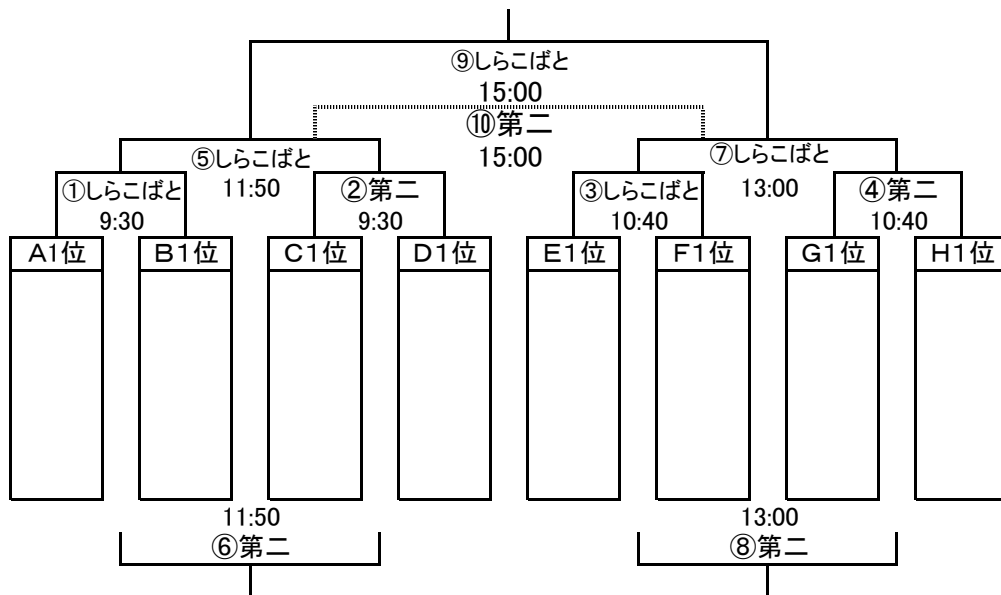 ⑨しらこばと
15:00
⑩第二
15:00
⑤しらこばと
11:50
⑦しらこばと
13:00
①しらこばと
9:30
②第二
9:30
③しらこばと
10:40
④第二
10:40
A1位 B1位 C1位 D1位 E1位 F1位 G1位 H1位
11:50
⑥第二
13:00
⑧第二